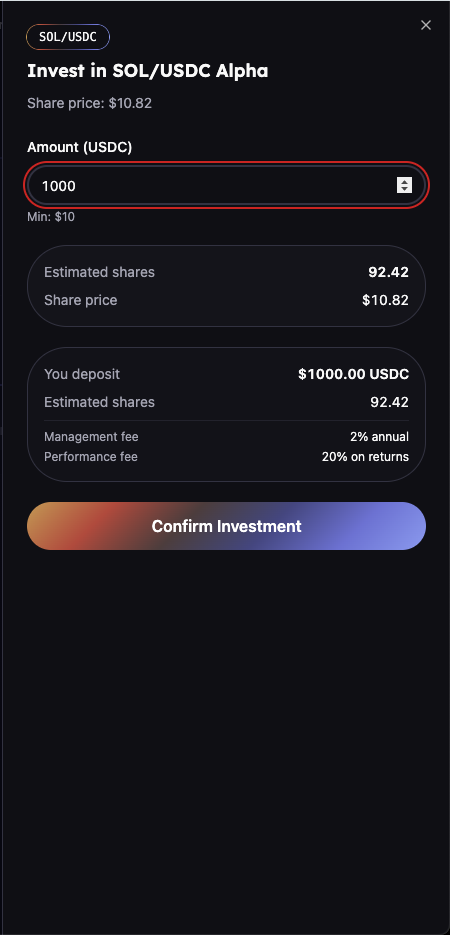 SOL/USDC
Invest in SOL/USDC Alpha
Share price: $10.82
Amount (USDC)
1000
Min: $10
Estimated shares 92.42
Share price $10.82
You deposit $1000.00 USDC
Estimated shares 92.42
Management fee 2% annual
Performance fee 20% on returns
Confirm Investment